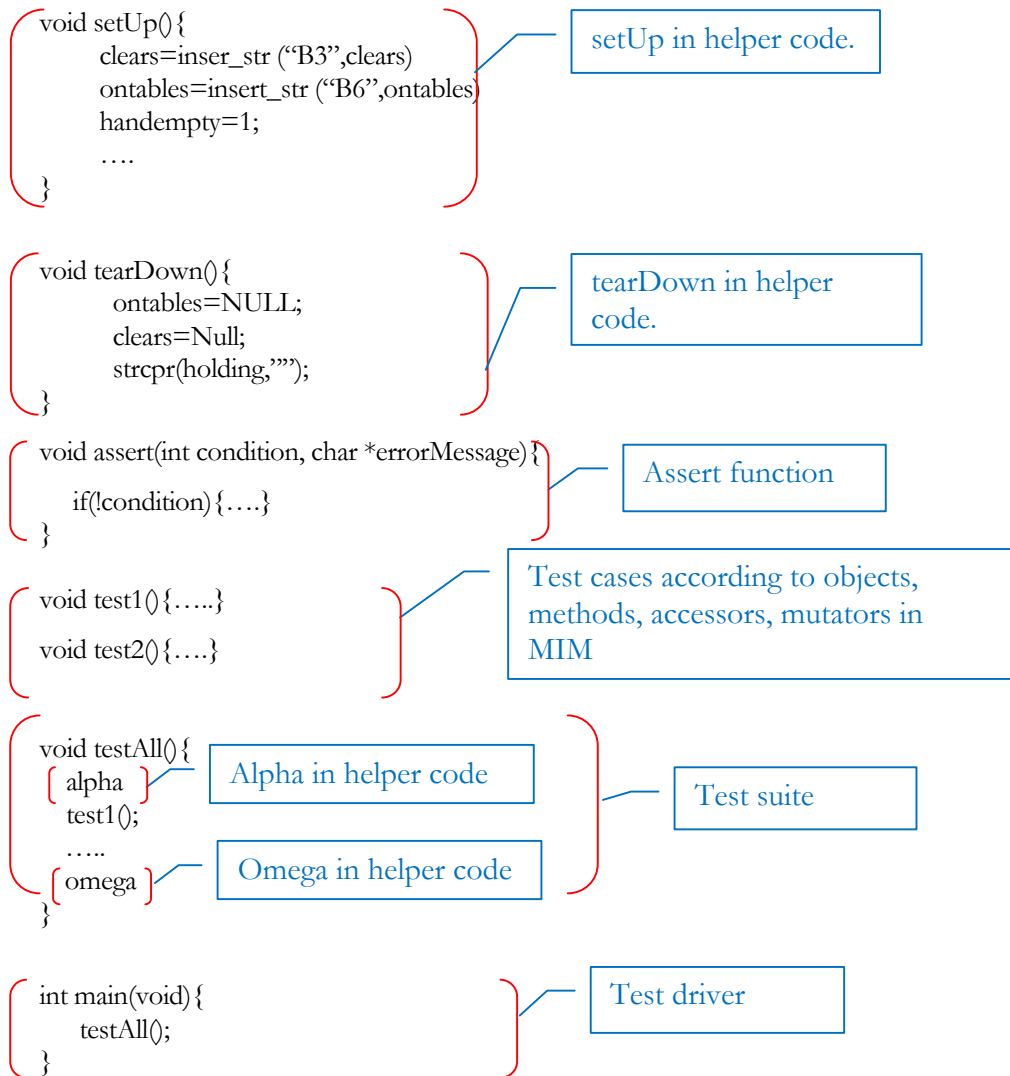 void setUp(){
clears=inser_str (“B3”,clears)
ontables=insert_str (“B6”,ontables)
handempty=1;
….
}
setUp in helper code.
void tearDown(){
ontables=NULL;
clears=Null;
strcpr(holding,””);
}
tearDown in helper
code.
void assert(int condition, char *errorMessage){
if(!condition){….}
}
Assert function
void test1(){…..}
void test2(){….}
Test cases according to objects,
methods, accessors, mutators in
MIM
void testAll(){
alpha
test1();
…..
omega
}
Alpha in helper code
Omega in helper code
Test suite
int main(void){
testAll();
}
Test driver